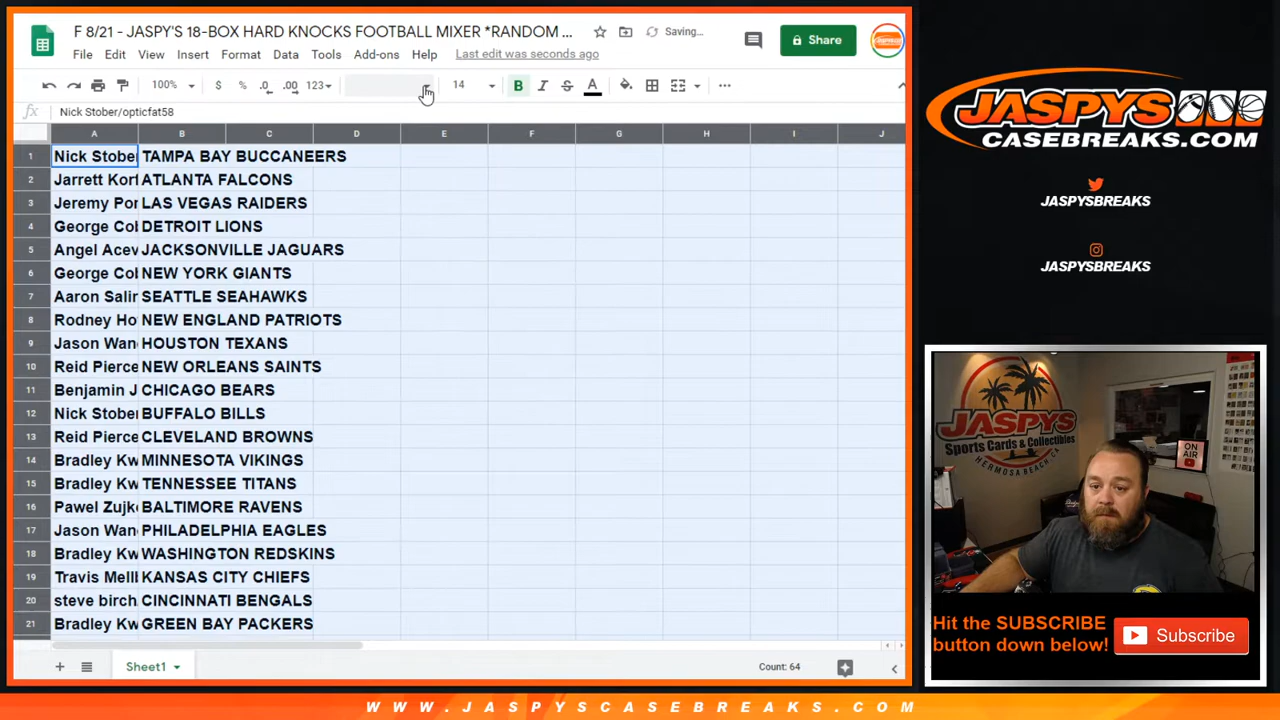 F 8/21 - JASPY'S 18-BOX HARD KNOCKS FOOTBALL MIXER *RANDOM ...
Saving...
Share
File Edit View Insert Format Data Tools Add-ons Help Last edit was seconds ago
100% $ % .0 .00 123 14 B I S A ...
fx Nick Stober/opticfat58
A B C D E F G H I J
1 Nick Stober TAMPA BAY BUCCANEERS
2 Jarrett Kor ATLANTA FALCONS
3 Jeremy Por LAS VEGAS RAIDERS
4 George Col DETROIT LIONS
5 Angel Acev JACKSONVILLE JAGUARS
6 George Col NEW YORK GIANTS
7 Aaron Salin SEATTLE SEAHAWKS
8 Rodney Ho NEW ENGLAND PATRIOTS
9 Jason Wan HOUSTON TEXANS
10 Reid Pierce NEW ORLEANS SAINTS
11 Benjamin J CHICAGO BEARS
12 Nick Stober BUFFALO BILLS
13 Reid Pierce CLEVELAND BROWNS
14 Bradley Kw MINNESOTA VIKINGS
15 Bradley Kw TENNESSEE TITANS
16 Pawel Zujk BALTIMORE RAVENS
17 Jason Wan PHILADELPHIA EAGLES
18 Bradley Kw WASHINGTON REDSKINS
19 Travis Mell KANSAS CITY CHIEFS
20 steve birch CINCINNATI BENGALS
21 Bradley Kw GREEN BAY PACKERS
Sheet1
Count: 64
JASPYS
CASEBREAKS.COM
JASPYSBREAKS
JASPYSBREAKS
JASPYS
Sports Cards & Collectibles
HERMOSA BEACH, CA
ON AIR
Hit the SUBSCRIBE
button down below!
Subscribe
WWW.JASPYSCASEBREAKS.COM